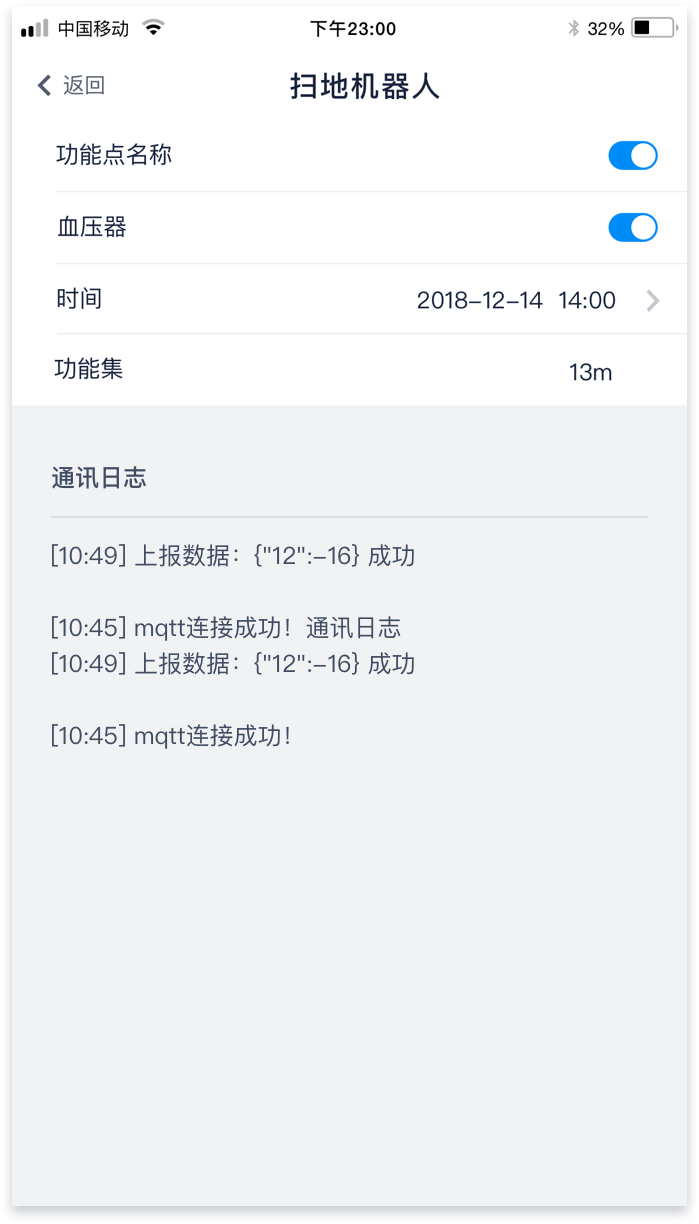 中国移动 下午23:00 32%
返回 扫地机器人
功能点名称
血压器
时间 2018-12-14 14:00
功能集 13m
通讯日志
[10:49] 上报数据：{"12":-16} 成功
[10:45] mqtt连接成功！通讯日志
[10:49] 上报数据：{"12":-16} 成功
[10:45] mqtt连接成功！